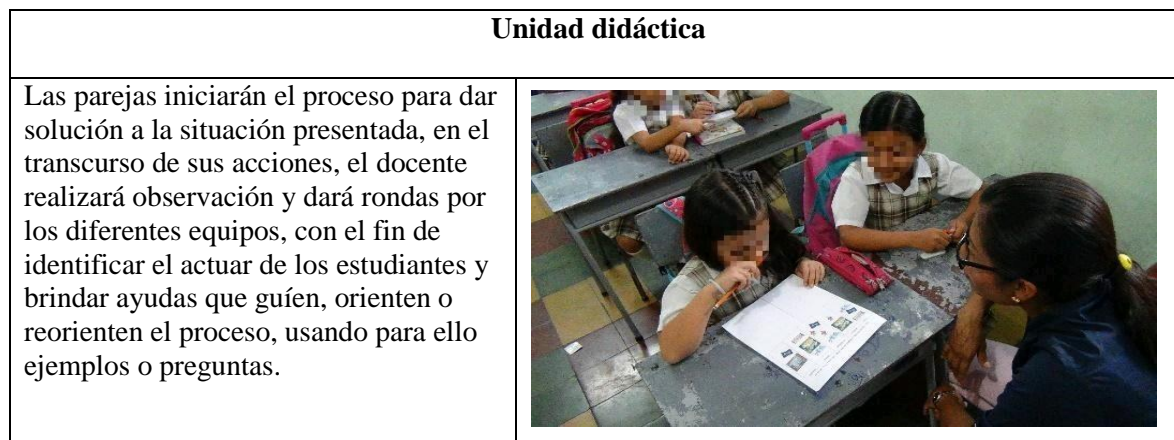 Unidad didáctica
Las parejas iniciarán el proceso para dar
solución a la situación presentada, en el
transcurso de sus acciones, el docente
realizará observación y dará rondas por
los diferentes equipos, con el fin de
identificar el actuar de los estudiantes y
brindar ayudas que guíen, orienten o
reorienten el proceso, usando para ello
ejemplos o preguntas.